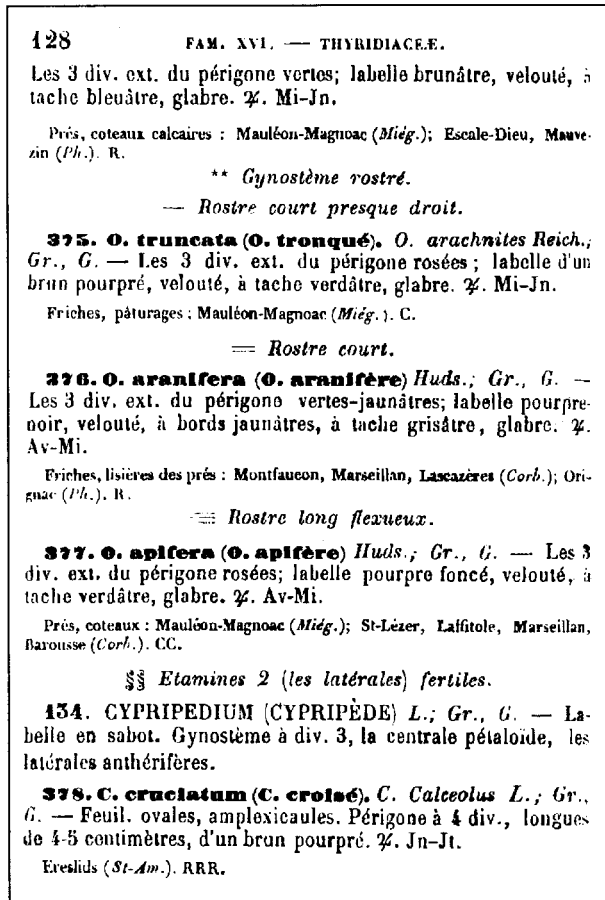 128 FAM. XVI. — THYRIDIACEÆ.
Les 3 div. ext. du périgone vertes; labelle brunâtre, velouté, à
tache bleuâtre, glabre. ♃. Mi-Jn.
Prés, coteaux calcaires : Mauléon-Magnoac (Miég.); Escale-Dieu, Mauve-
zin (Ph.). R.
** Gynostème rostré.
— Rostre court presque droit.
375. O. truncata (O. tronqué). O. arachnites Reich.;
Gr., G. — Les 3 div. ext. du périgone rosées; labelle d'un
brun pourpré, velouté, à tache verdâtre, glabre. ♃. Mi-Jn.
Friches, pâturages : Mauléon-Magnoac (Miég.). C.
== Rostre court.
376. O. aranifera (O. aranifère) Huds.; Gr., G. —
Les 3 div. ext. du périgone vertes-jaunâtres; labelle pourpre-
noir, velouté, à bords jaunâtres, à tache grisâtre, glabre. ♃.
Av-Mi.
Friches, lisières des prés : Montfaucon, Marseillan, Lascazères (Corb.); Ori-
gnac (Ph.). R.
≡ Rostre long flexueux.
377. O. apifera (O. apifère) Huds.; Gr., G. — Les 3
div. ext. du périgone rosées; labelle pourpre foncé, velouté, à
tache verdâtre, glabre. ♃. Av-Mi.
Prés, coteaux : Mauléon-Magnoac (Miég.); St-Lézer, Laffitole, Marseillan,
Barousse (Corb.). CC.
§§ Etamines 2 (les latérales) fertiles.
134. CYPRIPEDIUM (CYPRIPÈDE) L.; Gr., G. — La-
belle en sabot. Gynostème à div. 3, la centrale pétaloïde, les
latérales anthérifères.
378. C. cruciatum (C. croisé). C. Calceolus L.; Gr.,
G. — Feuil. ovales, amplexicaules. Périgone à 4 div., longues
de 4-5 centimètres, d'un brun pourpré. ♃. Jn-Jt.
Ereslids (St-Am.). RRR.